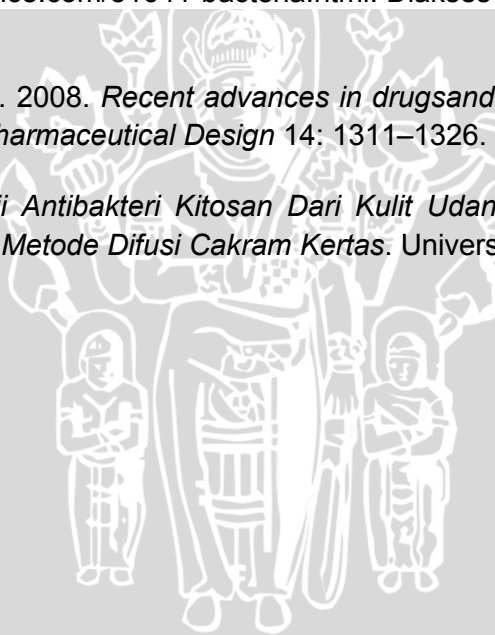 . 2008. Recent advances in drugsand
harmaceutical Design 14: 1311–1326.
i Antibakteri Kitosan Dari Kulit Udan
Metode Difusi Cakram Kertas. Univers